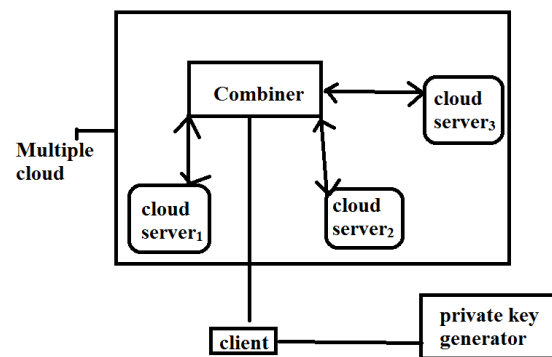 Combiner
cloud
server₃
Multiple
cloud
cloud
server₁
cloud
server₂
client
private key
generator